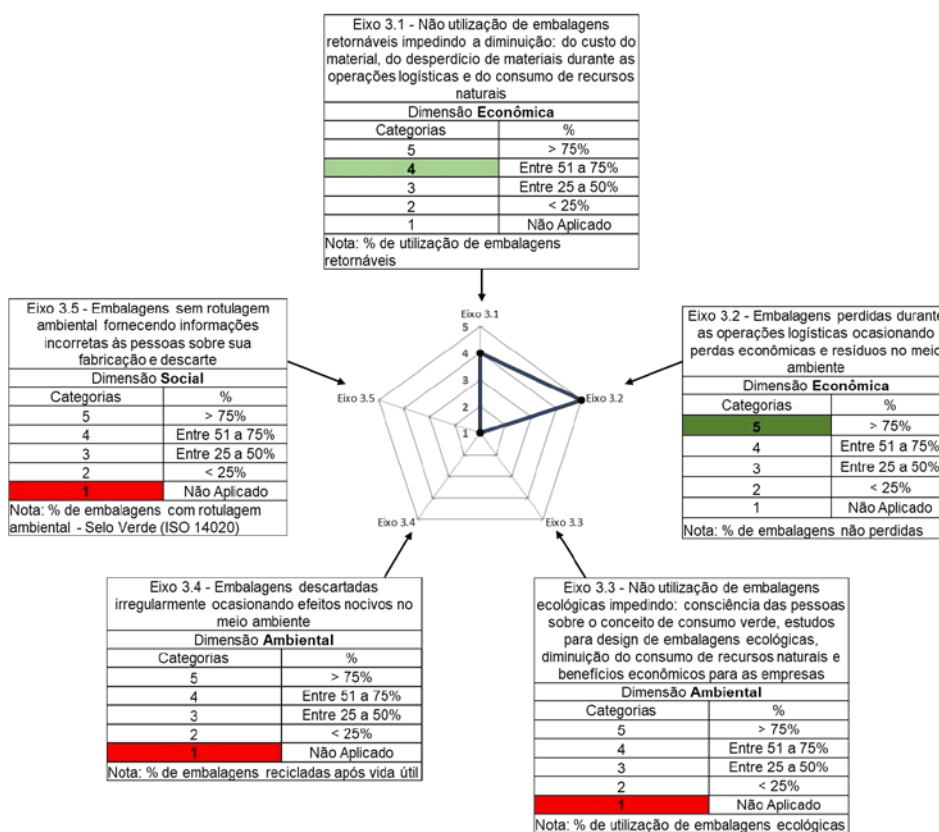 Eixo 3.1 - Não utilização de embalagens
retornáveis impedindo a diminuição: do custo do
material, do desperdício de materiais durante as
operações logísticas e do consumo de recursos
naturais
Dimensão Econômica
Categorias %
5 > 75%
4 Entre 51 a 75%
3 Entre 25 a 50%
2 < 25%
1 Não Aplicado
Nota: % de utilização de embalagens
retornáveis
Eixo 3.5 - Embalagens sem rotulagem
ambiental fornecendo informações
incorretas às pessoas sobre sua
fabricação e descarte
Dimensão Social
Categorias %
5 > 75%
4 Entre 51 a 75%
3 Entre 25 a 50%
2 < 25%
1 Não Aplicado
Nota: % de embalagens com rotulagem
ambiental - Selo Verde (ISO 14020)
Eixo 3.1
5
4
3
2
1
Eixo 3.5
Eixo 3.2
Eixo 3.4
Eixo 3.3
Eixo 3.2 - Embalagens perdidas durante
as operações logísticas ocasionando
perdas econômicas e resíduos no meio
ambiente
Dimensão Econômica
Categorias %
5 > 75%
4 Entre 51 a 75%
3 Entre 25 a 50%
2 < 25%
1 Não Aplicado
Nota: % de embalagens não perdidas
Eixo 3.4 - Embalagens descartadas
irregularmente ocasionando efeitos nocivos no
meio ambiente
Dimensão Ambiental
Categorias %
5 > 75%
4 Entre 51 a 75%
3 Entre 25 a 50%
2 < 25%
1 Não Aplicado
Nota: % de embalagens recicladas após vida útil
Eixo 3.3 - Não utilização de embalagens
ecológicas impedindo: consciência das pessoas
sobre o conceito de consumo verde, estudos
para design de embalagens ecológicas,
diminuição do consumo de recursos naturais e
benefícios econômicos para as empresas
Dimensão Ambiental
Categorias %
5 > 75%
4 Entre 51 a 75%
3 Entre 25 a 50%
2 < 25%
1 Não Aplicado
Nota: % de utilização de embalagens ecológicas